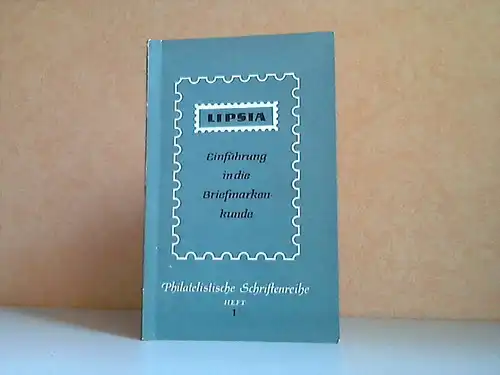 LIPSIA
Einführung
in die
Briefmarken-
kunde
Philatelistische Schriftenreihe
HEFT
1